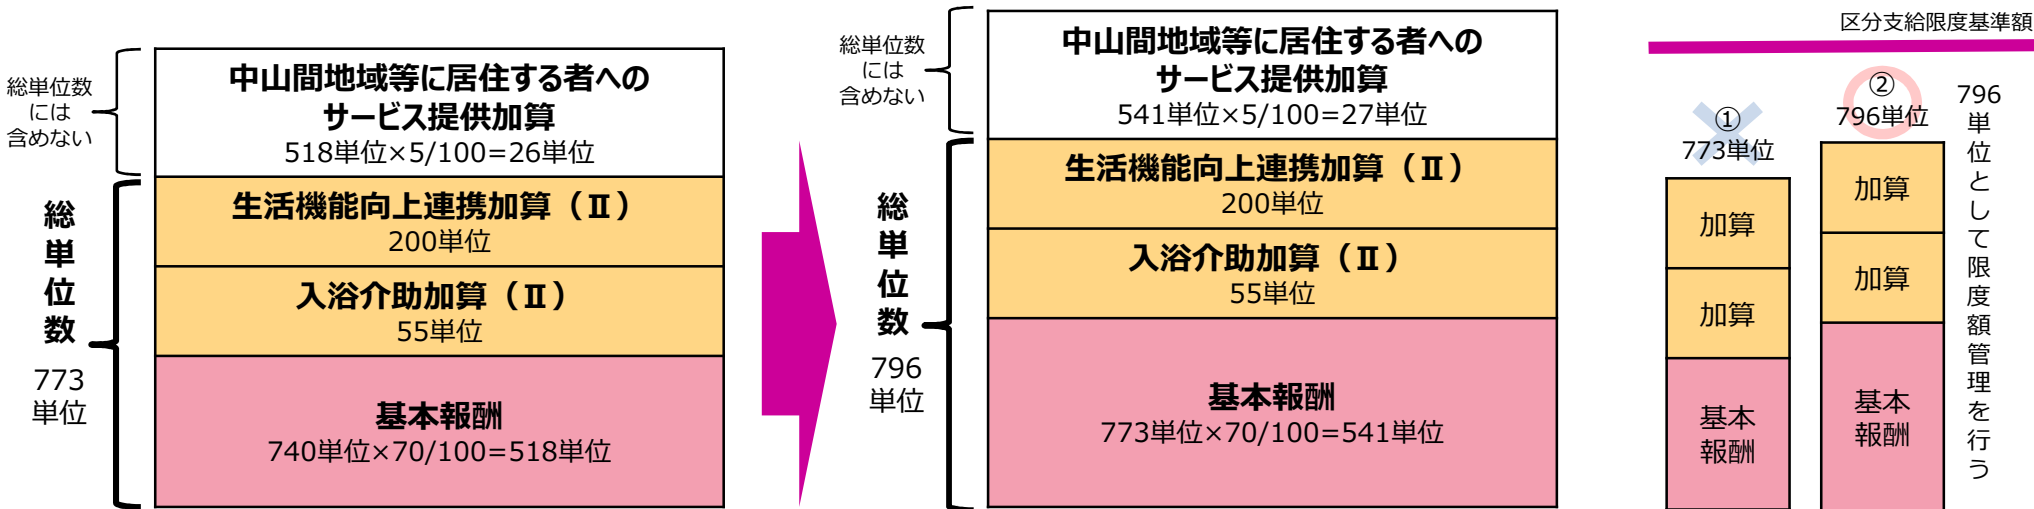 総単位数
には
含めない
中山間地域等に居住する者への
サービス提供加算
518単位×5/100=26単位
生活機能向上連携加算（Ⅱ）
200単位
入浴介助加算（Ⅱ）
55単位
基本報酬
740単位×70/100=518単位
総単位数
773
単位
総単位数
には
含めない
中山間地域等に居住する者への
サービス提供加算
541単位×5/100=27単位
生活機能向上連携加算（Ⅱ）
200単位
入浴介助加算（Ⅱ）
55単位
基本報酬
773単位×70/100=541単位
総単位数
796
単位
区分支給限度基準額
①
773単位
加算
加算
基本
報酬
②
796単位
加算
加算
基本
報酬
796単位として限度額管理を行う